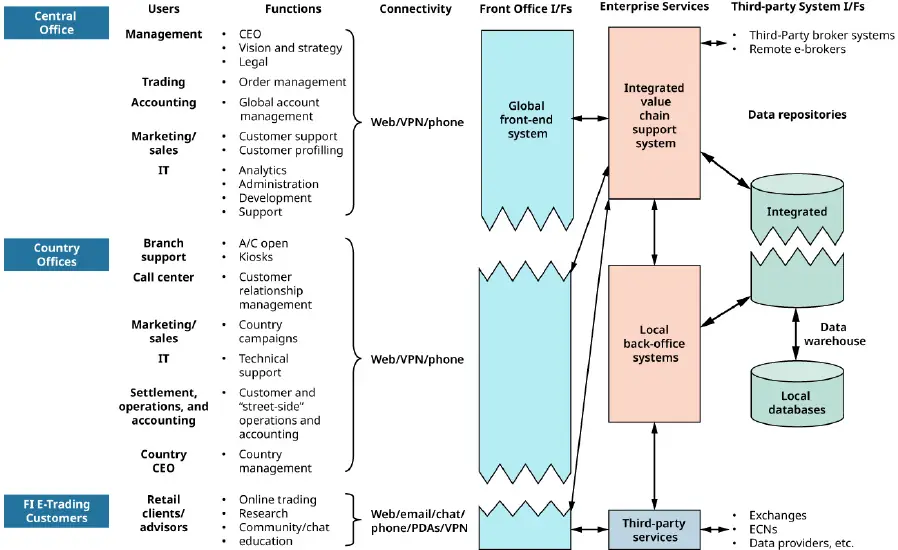 Users
Functions
Connectivity
Front Office I/Fs
Enterprise Services
Third-party System I/Fs
Central
Office
Management
• CEO
• Vision and strategy
• Legal
Trading
• Order management
Accounting
• Global account
management
Marketing/
sales
• Customer support
• Customer profilling
IT
• Analytics
• Administration
• Development
• Support
Web/VPN/phone
Global
front-end
system
Integrated
value
chain
support
system
• Third-Party broker systems
• Remote e-brokers
Data repositories
Integrated
Country
Offices
Branch
support
• A/C open
• Kiosks
Call center
• Customer
relationship
management
Marketing/
sales
• Country
campaigns
IT
• Technical
support
Settlement,
operations, and
accounting
• Customer and
“street-side”
operations and
accounting
Country
CEO
• Country
management
Web/VPN/phone
Local
back-office
systems
Data
warehouse
Local
databases
FI E-Trading
Customers
Retail
clients/
advisors
• Online trading
• Research
• Community/chat
• education
Web/email/chat/
phone/PDAs/VPN
Third-party
services
• Exchanges
• ECNs
• Data providers, etc.